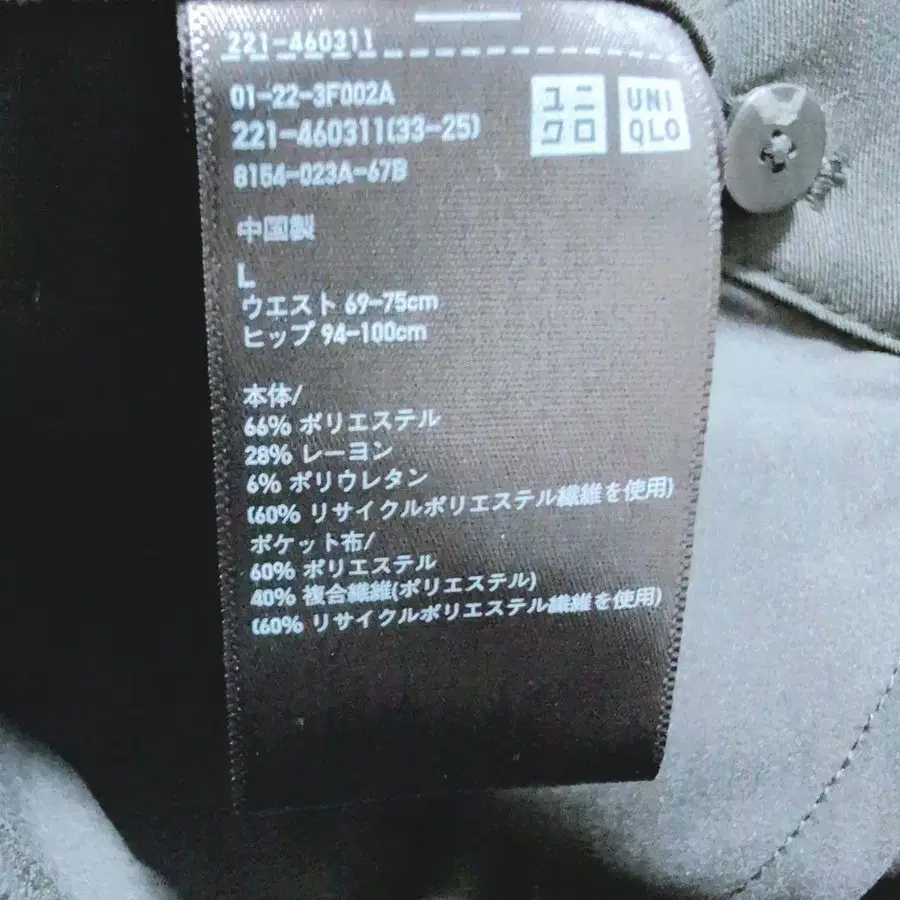 221-460311
01-22-3F002A
221-460311(33-25)
8154-023A-67B
ユニ
クロ
UNI
QLO
中国製
L
ウエスト 69-75cm
ヒップ 94-100cm
本体/
66% ポリエステル
28% レーヨン
6% ポリウレタン
(60% リサイクルポリエステル繊維を使用)
ポケット布/
60% ポリエステル
40% 複合繊維(ポリエステル)
(60% リサイクルポリエステル繊維を使用)